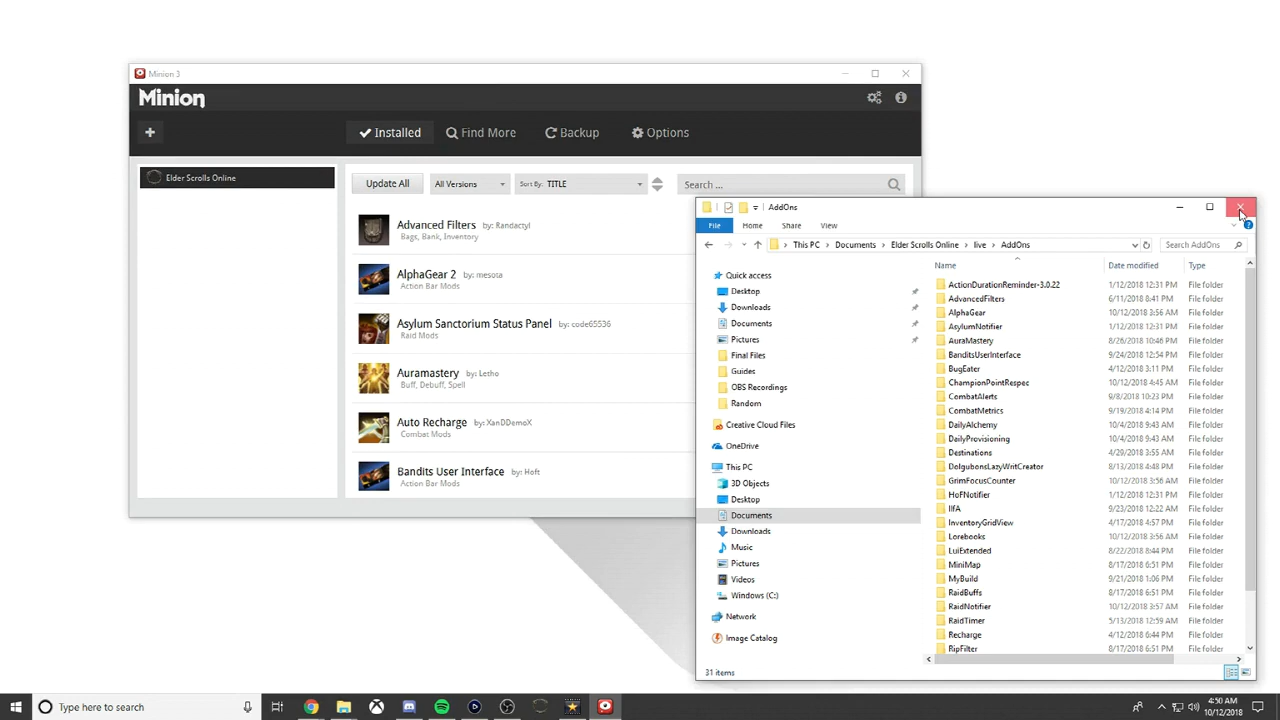 Minion 3
Minion
Installed
Find More
Backup
Options
Elder Scrolls Online
Update All
All Versions
Sort By: TITLE
Search ...
Advanced Filters by: Randactyl
Bags, Bank, Inventory
AlphaGear 2 by: mesota
Action Bar Mods
Asylum Sanctorium Status Panel by: code65536
Raid Mods
Auramastery by: Letho
Buff, Debuff, Spell
Auto Recharge by: XanDDemoX
Combat Mods
Bandits User Interface by: Hoft
Action Bar Mods
AddOns
File Home Share View
This PC > Documents > Elder Scrolls Online > live > AddOns
Search AddOns
Quick access
Desktop
Downloads
Documents
Pictures
Final Files
Guides
OBS Recordings
Random
Creative Cloud Files
OneDrive
This PC
3D Objects
Desktop
Documents
Downloads
Music
Pictures
Videos
Windows (C:)
Network
Image Catalog
Name Date modified Type
ActionDurationReminder-3.0.22 1/12/2018 12:31 PM File folder
AdvancedFilters 6/11/2018 8:41 PM File folder
AlphaGear 10/12/2018 3:56 AM File folder
AsylumNotifier 1/12/2018 12:31 PM File folder
AuraMastery 8/26/2018 10:46 PM File folder
BanditsUserInterface 9/24/2018 12:54 PM File folder
BugEater 4/12/2018 3:11 PM File folder
ChampionPointRespec 10/12/2018 4:45 AM File folder
CombatAlerts 9/8/2018 10:23 PM File folder
CombatMetrics 9/19/2018 4:14 PM File folder
DailyAlchemy 10/4/2018 9:43 AM File folder
DailyProvisioning 10/4/2018 9:43 AM File folder
Destinations 4/29/2018 3:55 AM File folder
DolgubonsLazyWritCreator 8/13/2018 4:48 PM File folder
GrimFocusCounter 10/12/2018 3:56 AM File folder
HoFNotifier 1/12/2018 12:31 PM File folder
IIfA 9/23/2018 12:22 AM File folder
InventoryGridView 4/17/2018 4:57 PM File folder
Lorebooks 10/12/2018 3:56 AM File folder
LuiExtended 8/22/2018 8:44 PM File folder
MiniMap 8/17/2018 6:51 PM File folder
MyBuild 9/21/2018 1:06 PM File folder
RaidBuffs 8/17/2018 6:51 PM File folder
RaidNotifier 10/12/2018 3:57 AM File folder
RaidTimer 5/13/2018 12:59 AM File folder
Recharge 4/12/2018 6:44 PM File folder
RipFilter 8/17/2018 6:51 PM File folder
31 items
Type here to search
4:50 AM
10/12/2018